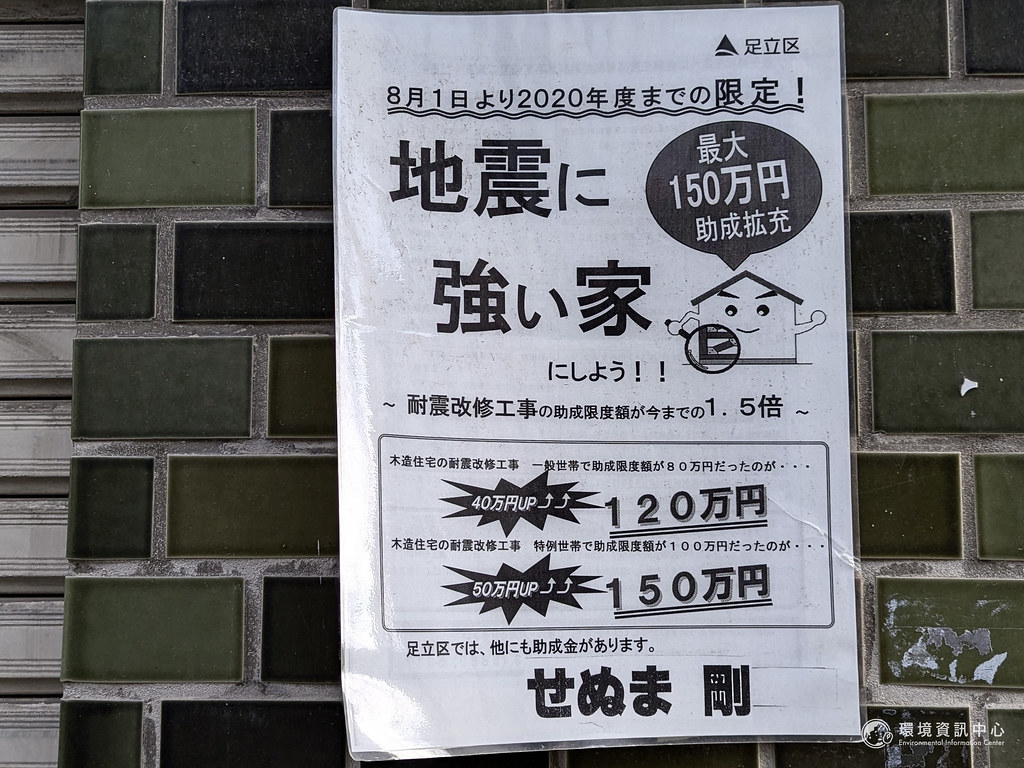 足立区
8月1日より2020年度までの限定！
最大
150万円
助成拡充
地震に
強い家
にしよう！！
～ 耐震改修工事の助成限度額が今までの1．5倍 ～
木造住宅の耐震改修工事　一般世帯で助成限度額が８０万円だったのが・・・
40万円UP⤴⤴ １２０万円
木造住宅の耐震改修工事　特例世帯で助成限度額が１００万円だったのが・・・
50万円UP⤴⤴ １５０万円
足立区では、他にも助成金があります。
せぬま 剛
環境資訊中心
Environmental Information Center